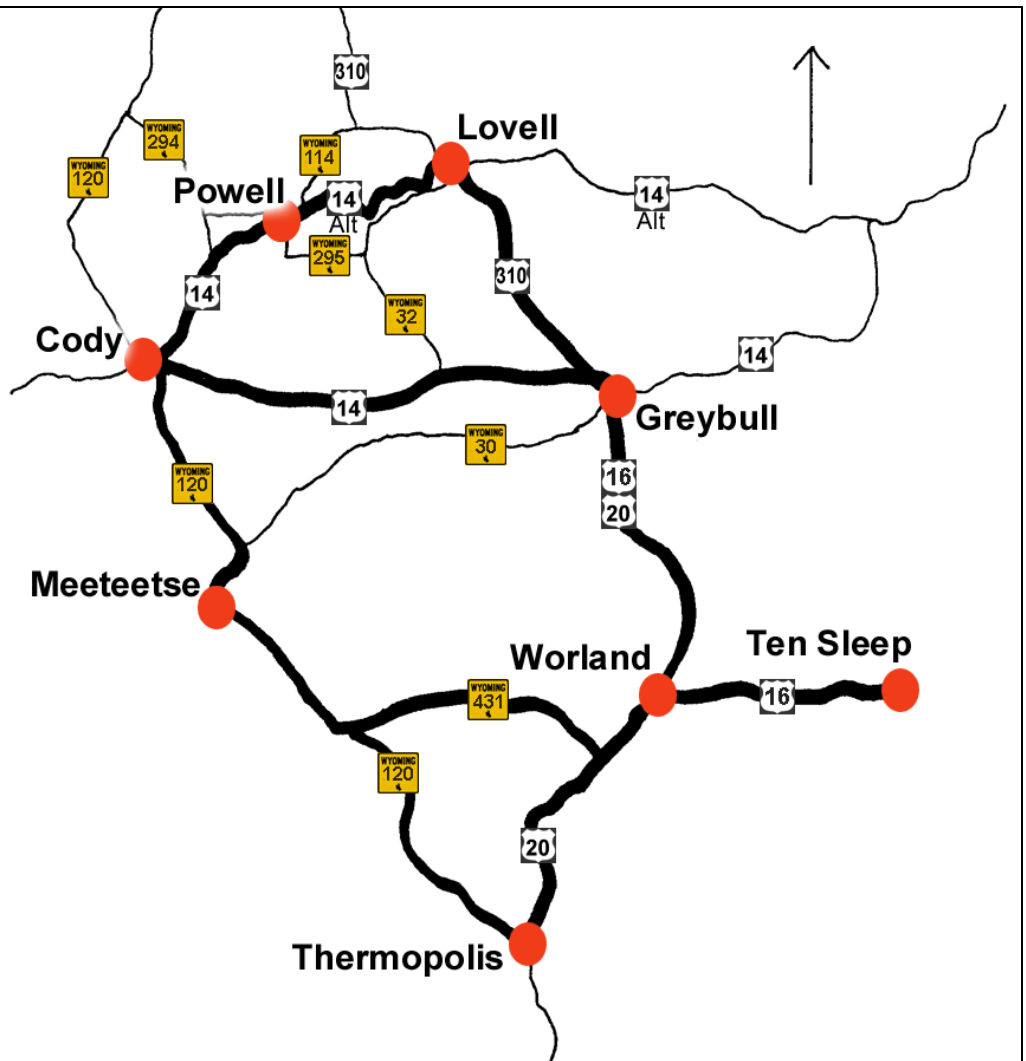 310
Lovell
WYOMING
294
WYOMING
114
WYOMING
120
Powell
14
Alt
14
Alt
WYOMING
295
310
14
WYOMING
32
Cody
14
14
Greybull
WYOMING
30
16
20
WYOMING
120
Meeteetse
Ten Sleep
Worland
16
WYOMING
431
WYOMING
120
20
Thermopolis